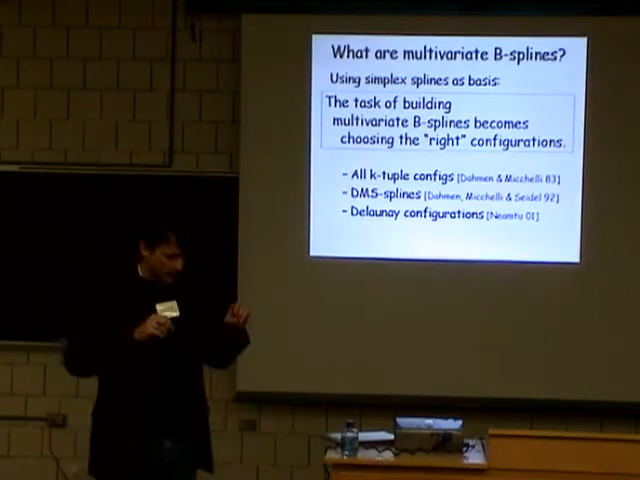 What are multivariate B-splines?
Using simplex splines as basis:
The task of building
multivariate B-splines becomes
choosing the "right" configurations.
- All k-tuple configs [Dahmen & Micchelli 83]
- DMS-splines [Dahmen, Micchelli & Seidel 92]
- Delaunay configurations [Neamtu 01]